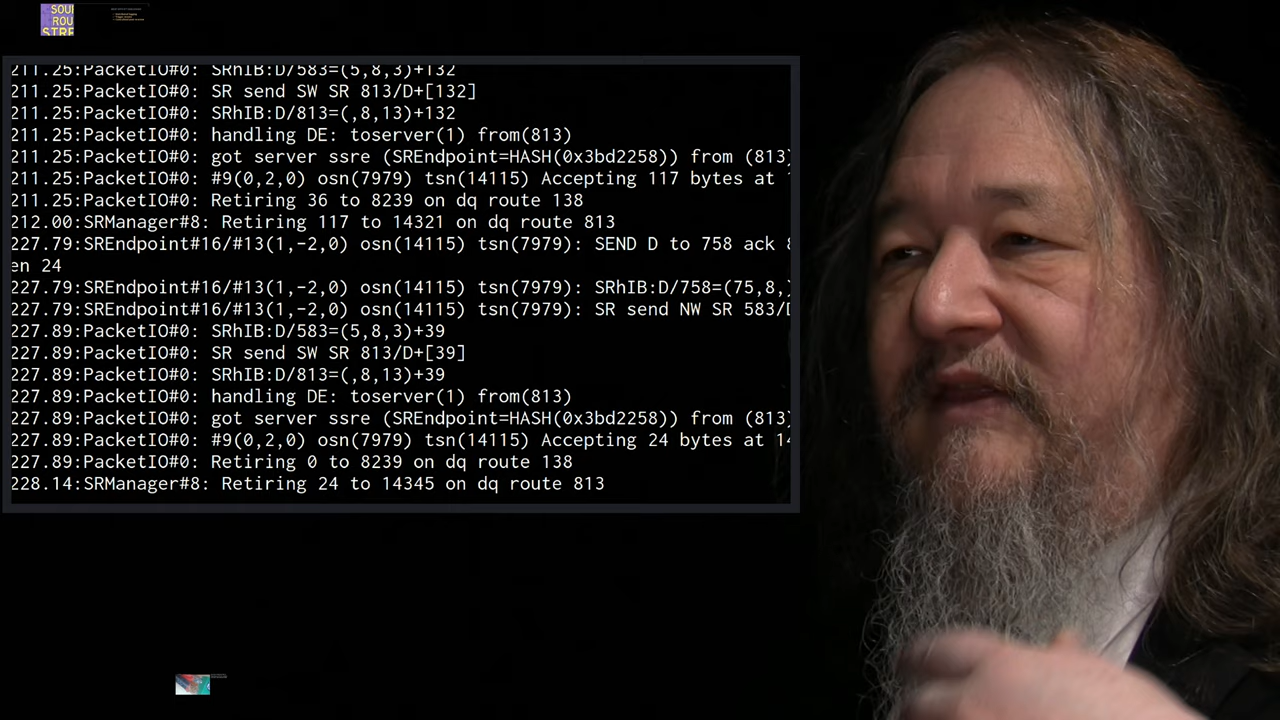 SOU
ROU
STRE
211.25:PacketIO#0: SRhIB:D/583=(5,8,3)+132
211.25:PacketIO#0: SR send SW SR 813/D+[132]
211.25:PacketIO#0: SRhIB:D/813=(,8,13)+132
211.25:PacketIO#0: handling DE: toserver(1) from(813)
211.25:PacketIO#0: got server ssre (SREndpoint=HASH(0x3bd2258)) from (813)
211.25:PacketIO#0: #9(0,2,0) osn(7979) tsn(14115) Accepting 117 bytes at
211.25:PacketIO#0: Retiring 36 to 8239 on dq route 138
212.00:SRManager#8: Retiring 117 to 14321 on dq route 813
227.79:SREndpoint#16/#13(1,-2,0) osn(14115) tsn(7979): SEND D to 758 ack 8
en 24
227.79:SREndpoint#16/#13(1,-2,0) osn(14115) tsn(7979): SRhIB:D/758=(75,8,)
227.79:SREndpoint#16/#13(1,-2,0) osn(14115) tsn(7979): SR send NW SR 583/D
227.89:PacketIO#0: SRhIB:D/583=(5,8,3)+39
227.89:PacketIO#0: SR send SW SR 813/D+[39]
227.89:PacketIO#0: SRhIB:D/813=(,8,13)+39
227.89:PacketIO#0: handling DE: toserver(1) from(813)
227.89:PacketIO#0: got server ssre (SREndpoint=HASH(0x3bd2258)) from (813)
227.89:PacketIO#0: #9(0,2,0) osn(7979) tsn(14115) Accepting 24 bytes at 14
227.89:PacketIO#0: Retiring 0 to 8239 on dq route 138
228.14:SRManager#8: Retiring 24 to 14345 on dq route 813